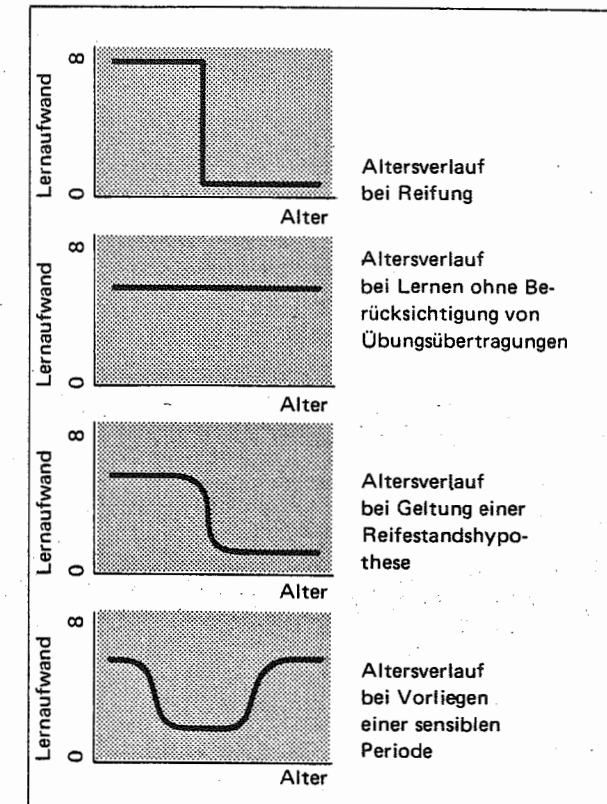 Lernaufwand
8
0
Alter
Altersverlauf
bei Reifung
Lernaufwand
8
0
Alter
Altersverlauf
bei Lernen ohne Be-
rücksichtigung von
Übungsübertragungen
Lernaufwand
8
0
Alter
Altersverlauf
bei Geltung einer
Reifestandshypo-
these
Lernaufwand
8
0
Alter
Altersverlauf
bei Vorliegen
einer sensiblen
Periode